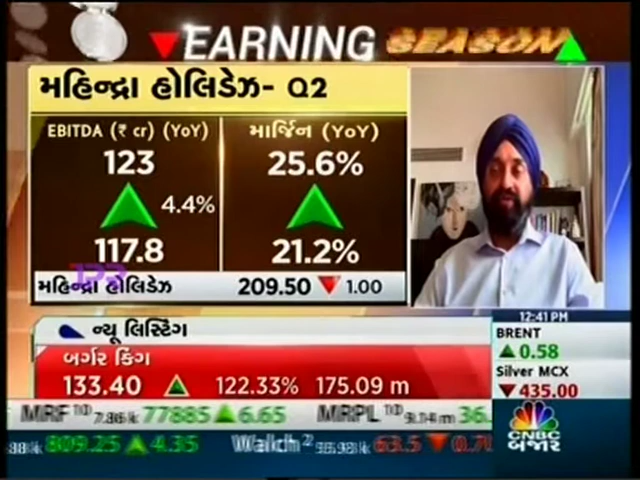 EARNING SEASON
મહિન્દ્રા હોલિડેઝ- Q2
EBITDA (₹ cr) (YoY)
123
4.4%
117.8
માર્જિન (YoY)
25.6%
21.2%
મહિન્દ્રા હોલિડેઝ 209.50 1.00
ન્યૂ લિસ્ટિંગ
બર્ગર કિંગ
133.40 122.33% 175.09 m
12:41 PM
BRENT
0.58
Silver MCX
435.00
CNBC
બજાર
MRF 77885 6.65 MRPL 36.
809.25 4.35 63.5